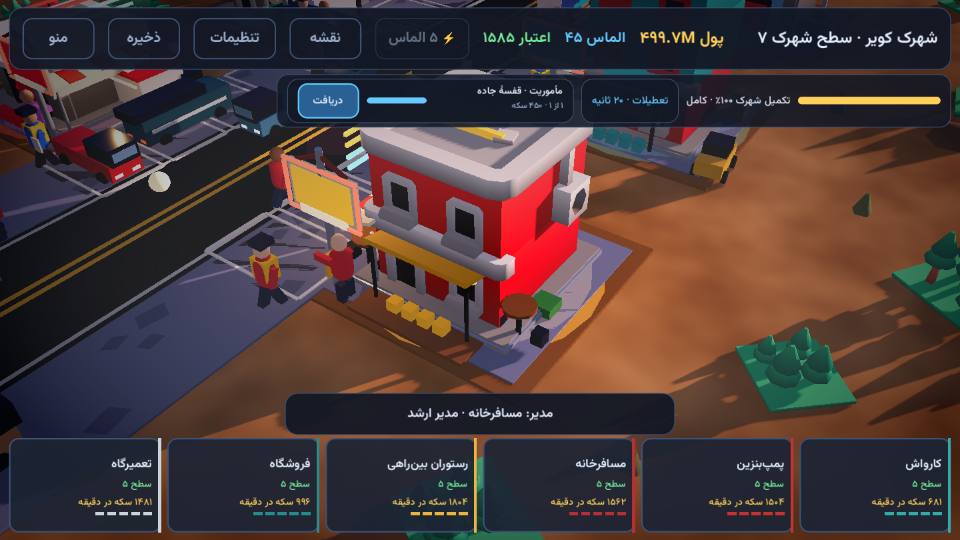 شهرک کویر · سطح شهرک ۷
پول ۴۹۹.۷M
الماس ۴۵
اعتبار ۱۵۸۵
۵ الماس
نقشه
تنظیمات
ذخیره
منو
تکمیل شهرک ۱۰۰٪ · کامل
تعطیلات · ۲۰ ثانیه
مأموریت · قفسهٔ جاده
۱ از ۱ · ۴۵۰ سکه
دریافت
مدیر: مسافرخانه · مدیر ارشد
کارواش
سطح ۵
۶۸۱ سکه در دقیقه
پمپ‌بنزین
سطح ۵
۱۵۰۴ سکه در دقیقه
مسافرخانه
سطح ۵
۱۵۶۲ سکه در دقیقه
رستوران بین‌راهی
سطح ۵
۱۸۰۴ سکه در دقیقه
فروشگاه
سطح ۵
۹۹۶ سکه در دقیقه
تعمیرگاه
سطح ۵
۱۴۸۱ سکه در دقیقه